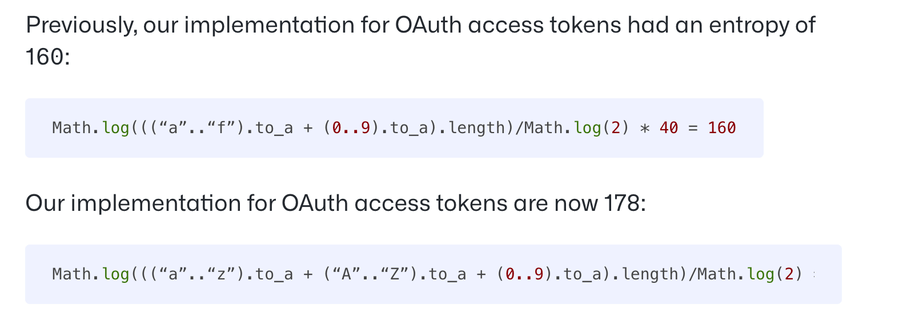 Previously, our implementation for OAuth access tokens had an entropy of
160:
Math.log(((“a”..“f”).to_a + (0..9).to_a).length)/Math.log(2) * 40 = 160
Our implementation for OAuth access tokens are now 178:
Math.log(((“a”..“z”).to_a + (“A”..“Z”).to_a + (0..9).to_a).length)/Math.log(2)